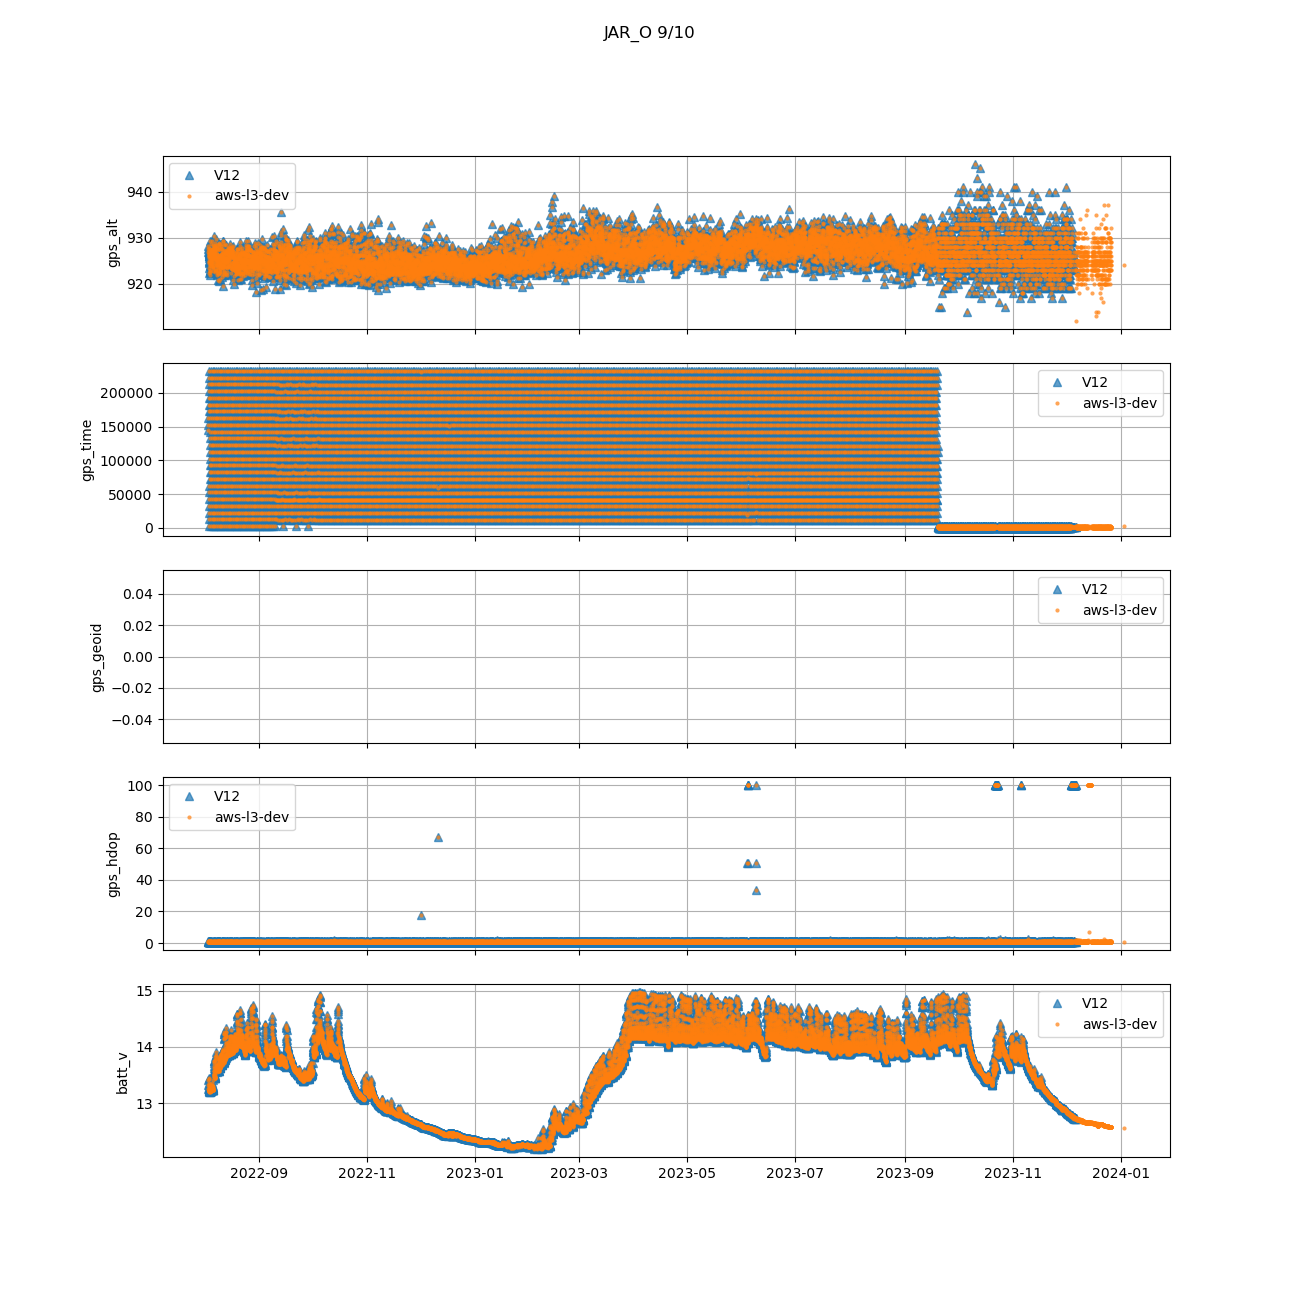 JAR_O 9/10
V12
aws-l3-dev
940
930
920
gps_alt
V12
aws-l3-dev
200000
150000
100000
50000
0
gps_time
V12
aws-l3-dev
0.04
0.02
0.00
−0.02
−0.04
gps_geoid
V12
aws-l3-dev
100
80
60
40
20
0
gps_hdop
V12
aws-l3-dev
15
14
13
batt_v
2022-09 2022-11 2023-01 2023-03 2023-05 2023-07 2023-09 2023-11 2024-01